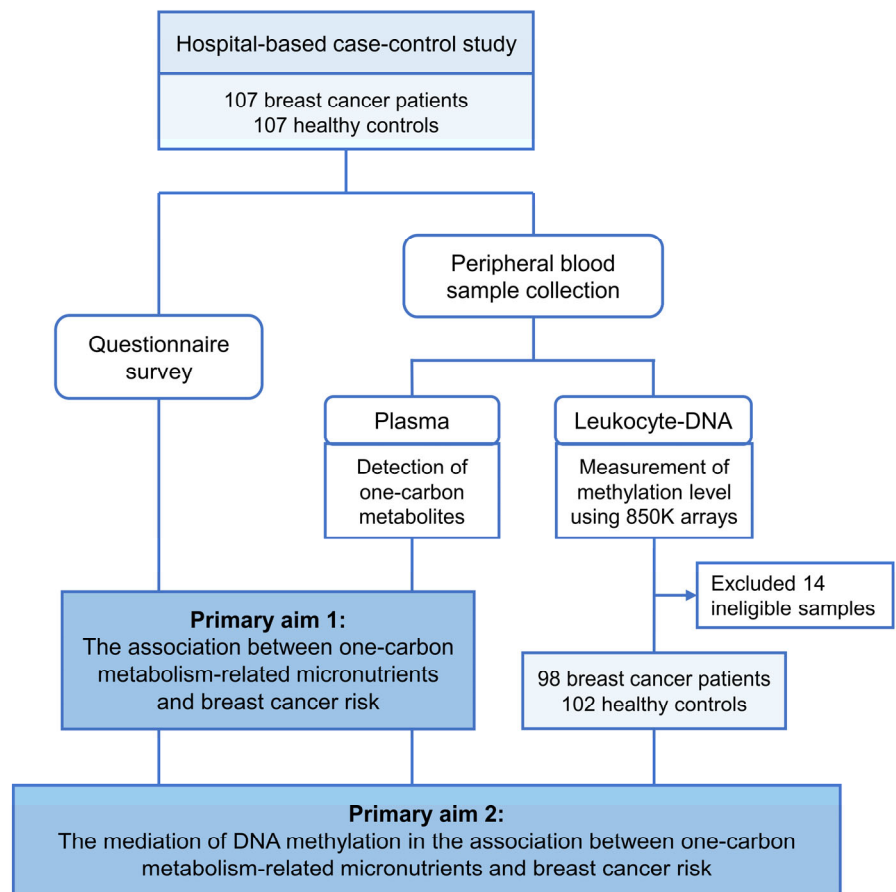 Hospital-based case-control study
107 breast cancer patients
107 healthy controls
Peripheral blood
sample collection
Questionnaire
survey
Plasma
Detection of
one-carbon
metabolites
Leukocyte-DNA
Measurement of
methylation level
using 850K arrays
Excluded 14
ineligible samples
Primary aim 1:
The association between one-carbon
metabolism-related micronutrients
and breast cancer risk
98 breast cancer patients
102 healthy controls
Primary aim 2:
The mediation of DNA methylation in the association between one-carbon
metabolism-related micronutrients and breast cancer risk